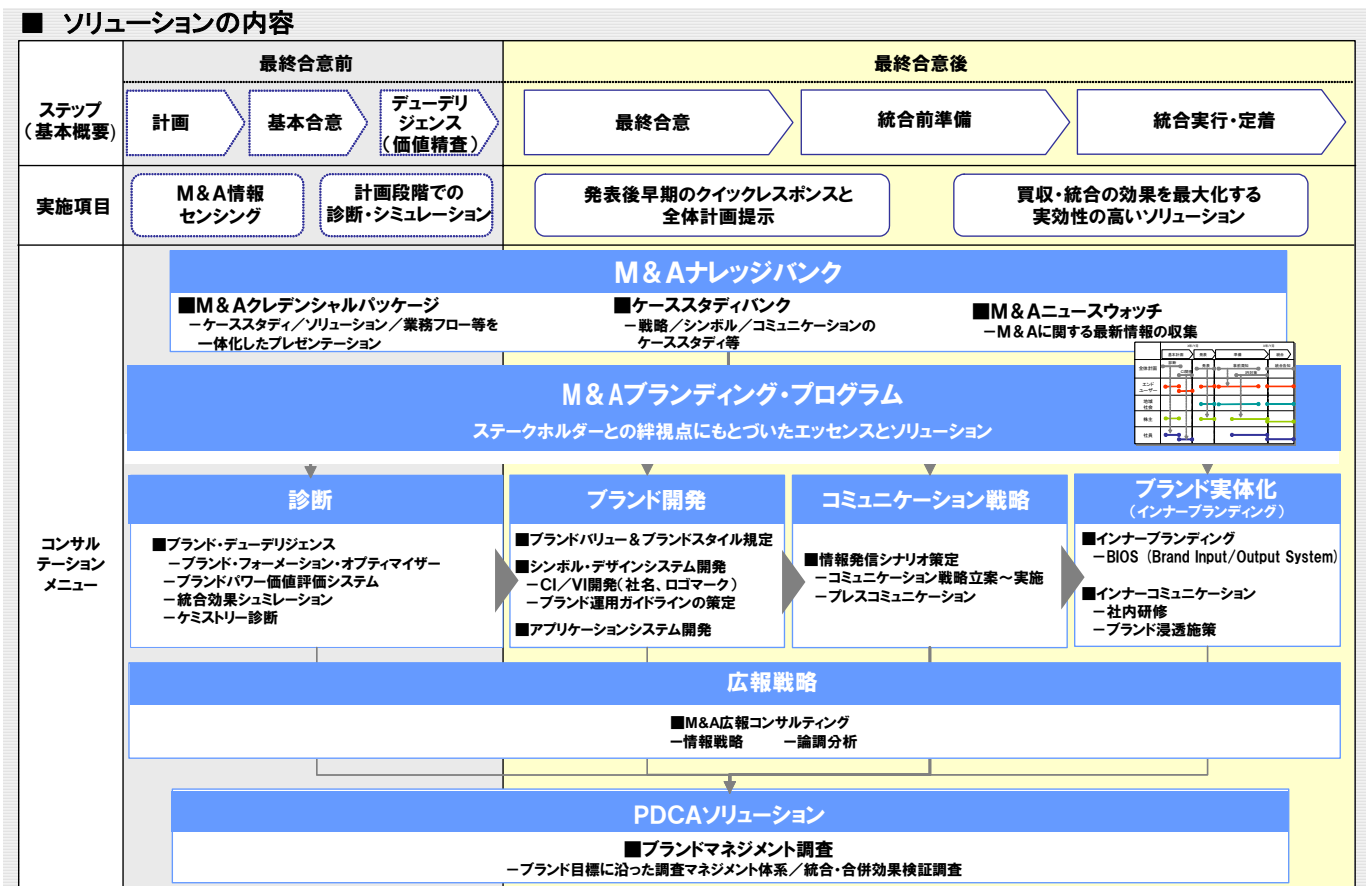 ■ ソリューションの内容
最終合意前
最終合意後
ステップ
（基本概要）
計画
基本合意
デューデリ
ジェンス
（価値精査）
最終合意
統合前準備
統合実行・定着
実施項目
M＆A情報
センシング
計画段階での
診断・シミュレーション
発表後早期のクイックレスポンスと
全体計画提示
買収・統合の効果を最大化する
実効性の高いソリューション
コンサル
テーション
メニュー
M＆Aナレッジバンク
■M＆Aクレデンシャルパッケージ
－ケーススタディ／ソリューション／業務フロー等を
一体化したプレゼンテーション
■ケーススタディバンク
－戦略／シンボル／コミュニケーションの
ケーススタディ等
■M＆Aニュースウォッチ
－M＆Aに関する最新情報の収集
M＆Aブランディング・プログラム
ステークホルダーとの絆視点にもとづいたエッセンスとソリューション
基本計画
発表
準備
統合
全体計画
エンド
ユーザー
地域
社会
株主
社員
診断
■ブランド・デューデリジェンス
－ブランド・フォーメーション・オプティマイザー
－ブランドパワー価値評価システム
－統合効果シュミレーション
－ケミストリー診断
ブランド開発
■ブランドバリュー＆ブランドスタイル規定
■シンボル・デザインシステム開発
－CI／VI開発（社名、ロゴマーク）
－ブランド運用ガイドラインの策定
■アプリケーションシステム開発
コミュニケーション戦略
■情報発信シナリオ策定
－コミュニケーション戦略立案～実施
－プレスコミュニケーション
ブランド実体化
（インナーブランディング）
■インナーブランディング
－BIOS（Brand Input/Output System）
■インナーコミュニケーション
－社内研修
－ブランド浸透施策
広報戦略
■M&A広報コンサルティング
－情報戦略　－論調分析
PDCAソリューション
■ブランドマネジメント調査
－ブランド目標に沿った調査マネジメント体系／統合・合併効果検証調査